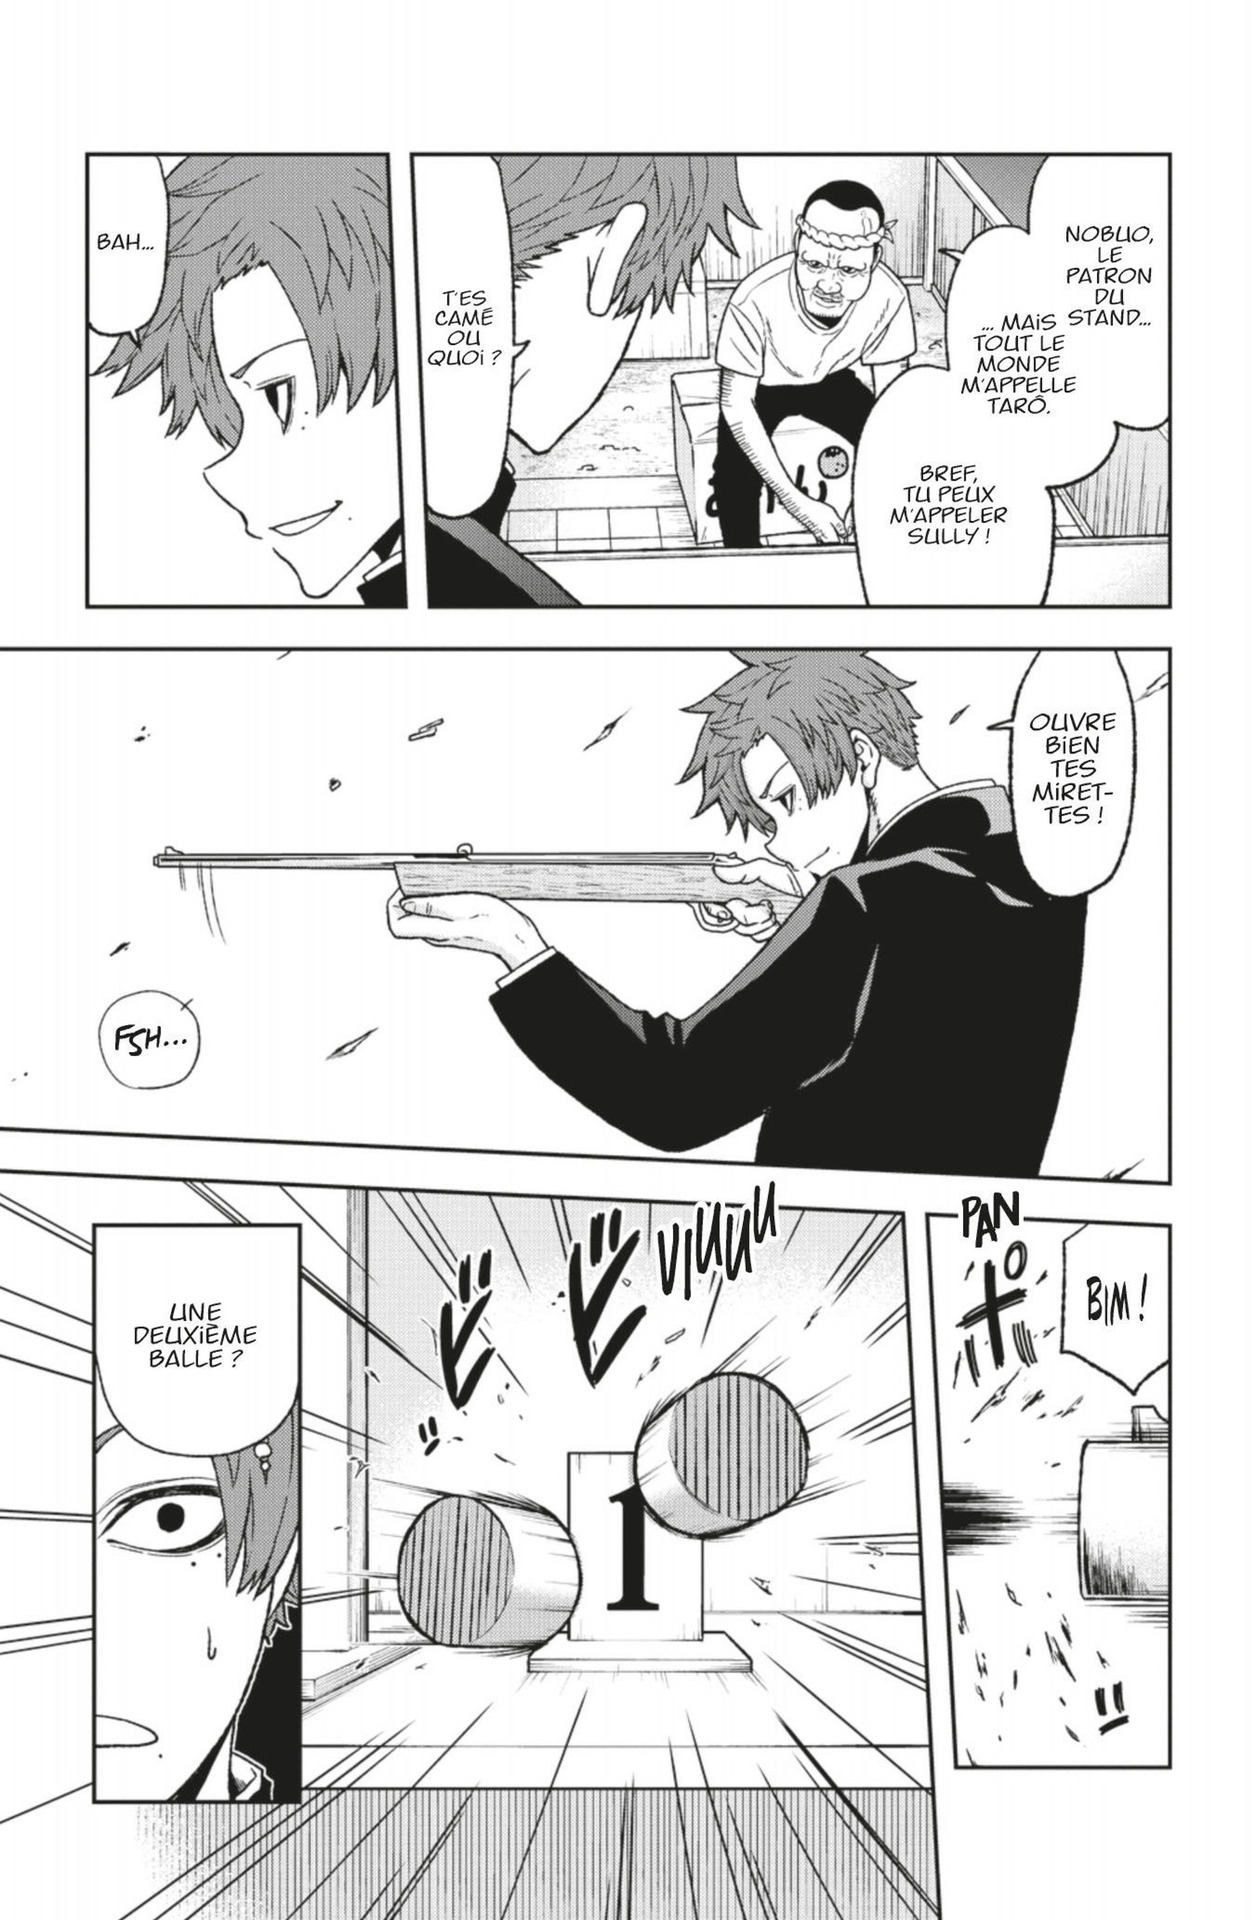 NOBUO,
LE
PATRON
DU
STAND...
... MAIS
TOUT LE
MONDE
M'APPELLE
TARÔ.
BREF,
TU PEUX
M'APPELER
SULLY !
T'ES
CAMÉ
OU
QUOI ?
BAH...
OUVRE
BIEN
TES
MIRET-
TES !
FSH...
BIM !
PAN
VIUUU
UNE
DEUXIÈME
BALLE ?
1